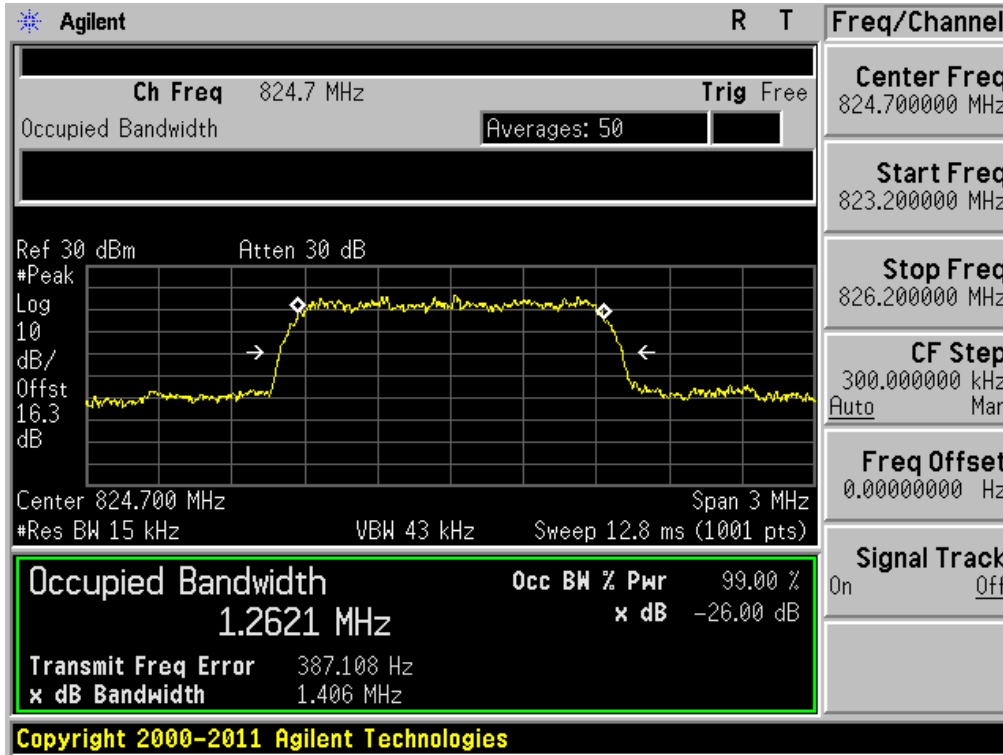 Agilent R T
Freq/Channel
Ch Freq 824.7 MHz Trig Free
Occupied Bandwidth Averages: 50
Center Freq
824.700000 MHz
Start Freq
823.200000 MHz
Stop Freq
826.200000 MHz
CF Step
300.000000 kHz
Auto Man
Freq Offset
0.00000000 Hz
Signal Track
On Off
Ref 30 dBm Atten 30 dB
#Peak
Log
10
dB/
Offst
16.3
dB
Center 824.700 MHz Span 3 MHz
#Res BW 15 kHz VBW 43 kHz Sweep 12.8 ms (1001 pts)
Occupied Bandwidth Occ BW % Pwr 99.00 %
1.2621 MHz x dB -26.00 dB
Transmit Freq Error 387.108 Hz
x dB Bandwidth 1.406 MHz
Copyright 2000-2011 Agilent Technologies